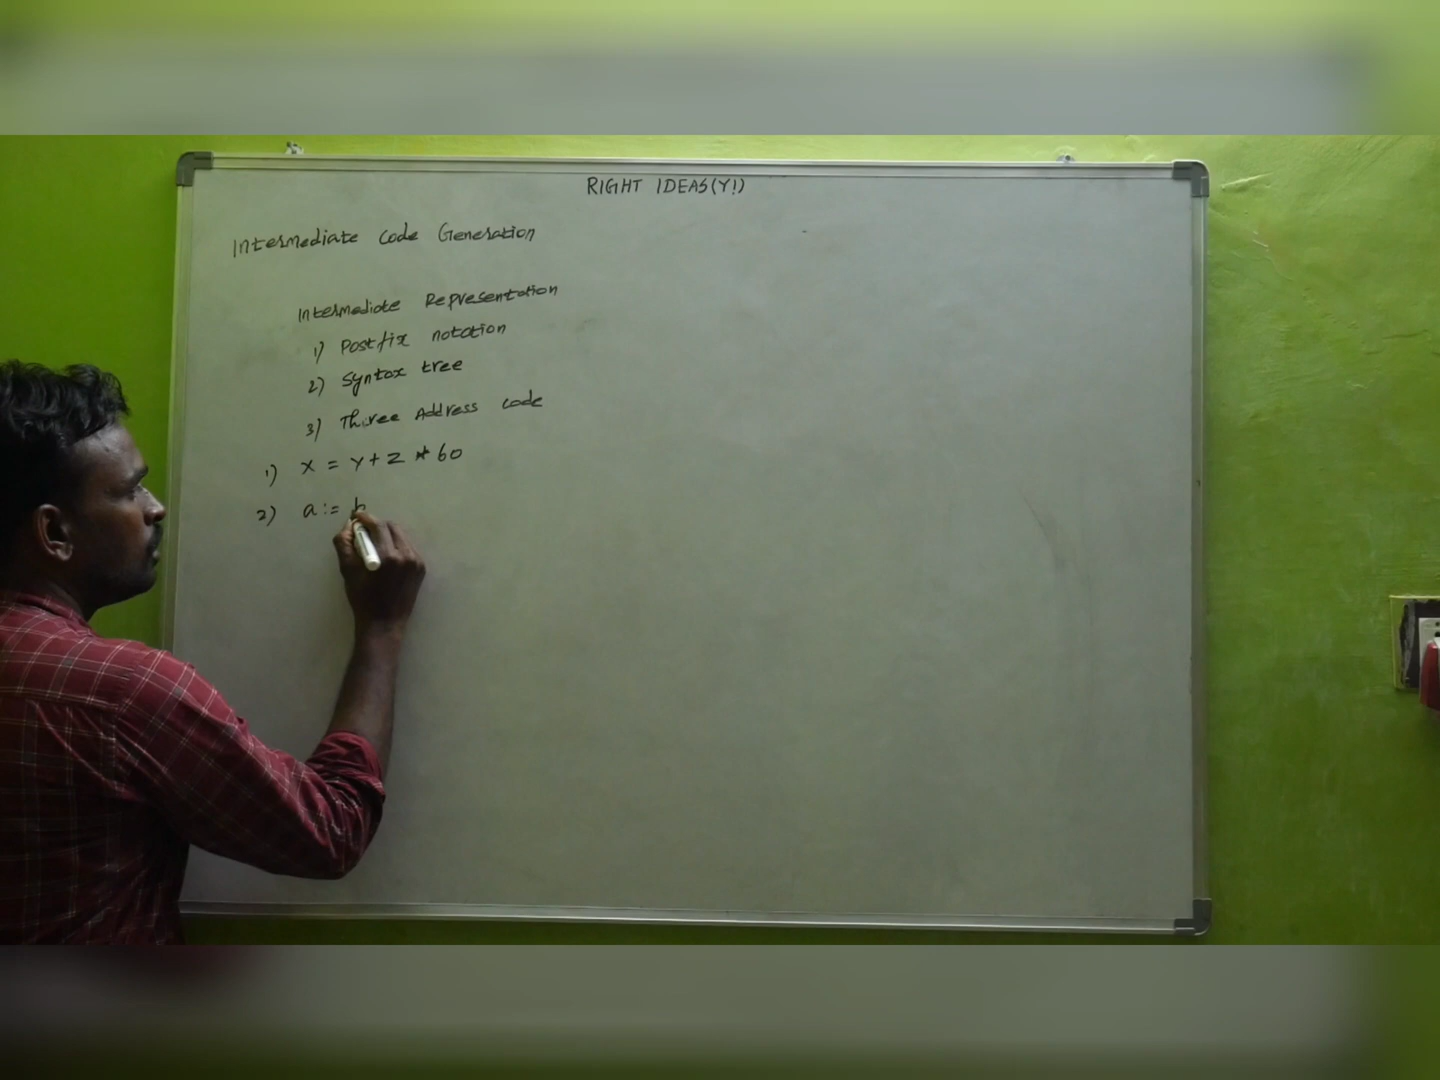 RIGHT IDEAS(Y!)
Intermediate code Generation
Intermediate Representation
1) Postfix notation
2) Syntax tree
3) Three Address code
1) X = Y + Z * 60
2) a := b